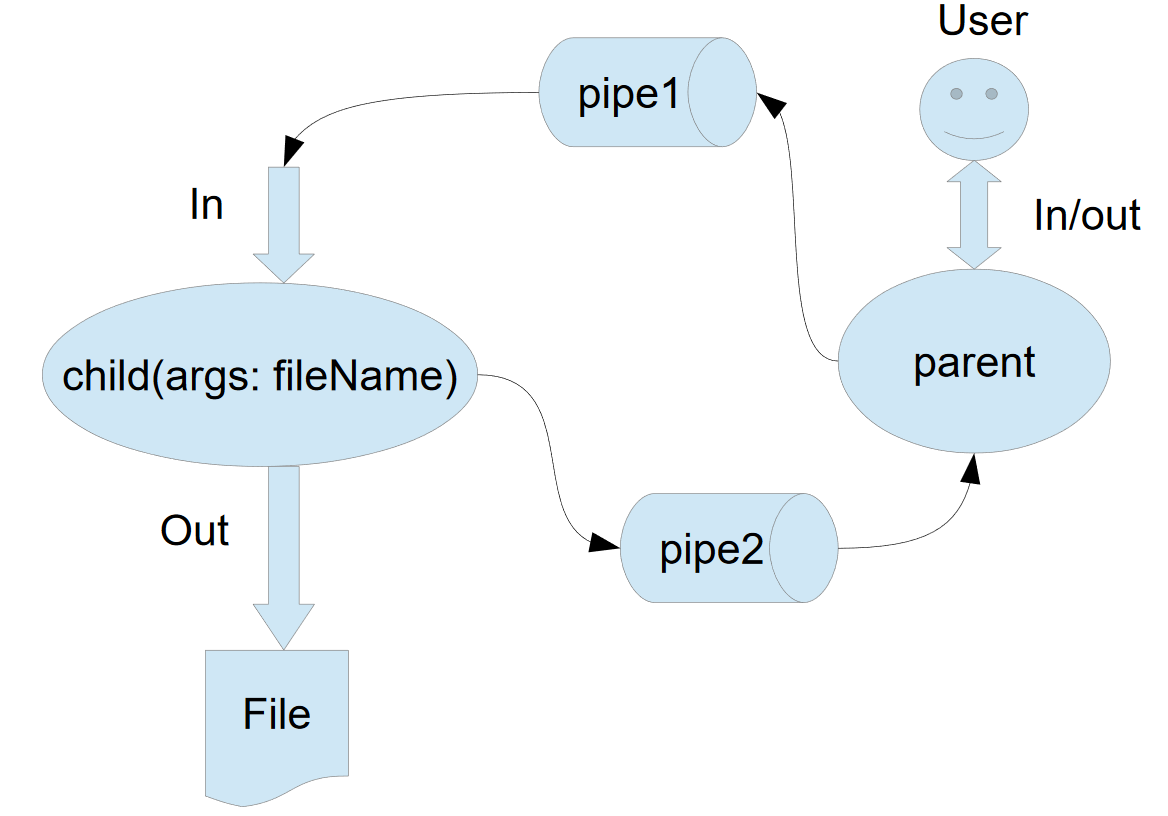 User
pipe1
In
In/out
child(args: fileName)
parent
Out
pipe2
File